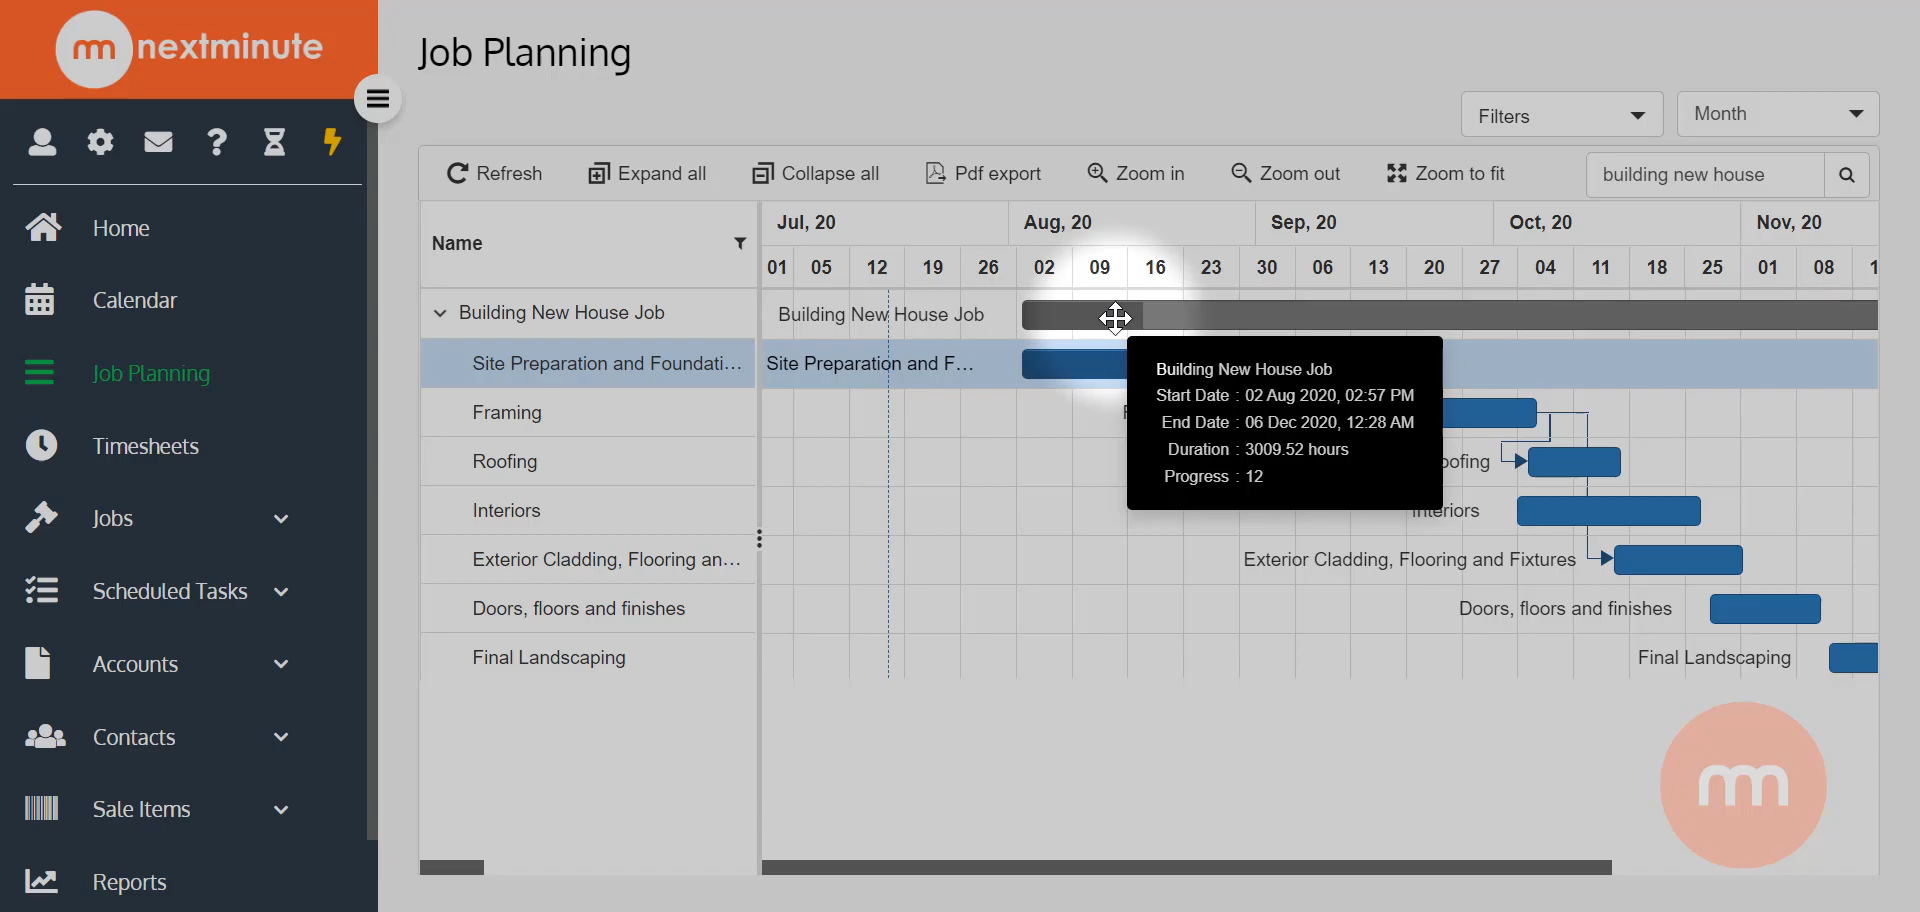 nextminute
Job Planning
Filters
Month
Refresh
Expand all
Collapse all
Pdf export
Zoom in
Zoom out
Zoom to fit
building new house
Home
Calendar
Job Planning
Timesheets
Jobs
Scheduled Tasks
Accounts
Contacts
Sale Items
Reports
Name
Jul, 20 Aug, 20 Sep, 20 Oct, 20 Nov, 20
01 05 12 19 26 02 09 16 23 30 06 13 20 27 04 11 18 25 01 08 1
Building New House Job
Site Preparation and Foundati...
Framing
Roofing
Interiors
Exterior Cladding, Flooring an...
Doors, floors and finishes
Final Landscaping
Building New House Job
Site Preparation and F...
Building New House Job
Start Date : 02 Aug 2020, 02:57 PM
End Date : 06 Dec 2020, 12:28 AM
Duration : 3009.52 hours
Progress : 12
oofing
Interiors
Exterior Cladding, Flooring and Fixtures
Doors, floors and finishes
Final Landscaping